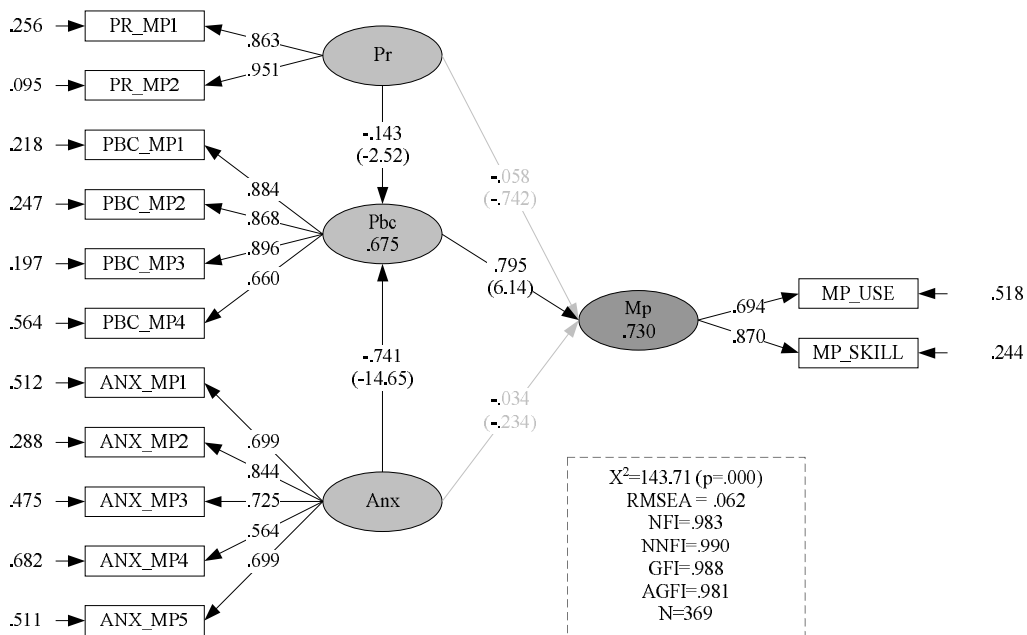 .256 PR_MP1 .863 Pr
.095 PR_MP2 .951
-.143
(-2.52)
.218 PBC_MP1 .884
.247 PBC_MP2 .868
.197 PBC_MP3 .896
.564 PBC_MP4 .660
Pbc
.675
-.058
(-.742)
.795
(6.14)
Mp
.730
.694 MP_USE .518
.870 MP_SKILL .244
-.741
(-14.65)
-.034
(-.234)
.512 ANX_MP1 .699
.288 ANX_MP2 .844
.475 ANX_MP3 .725 Anx
.682 ANX_MP4 .564
.511 ANX_MP5 .699
X²=143.71 (p=.000)
RMSEA = .062
NFI=.983
NNFI=.990
GFI=.988
AGFI=.981
N=369